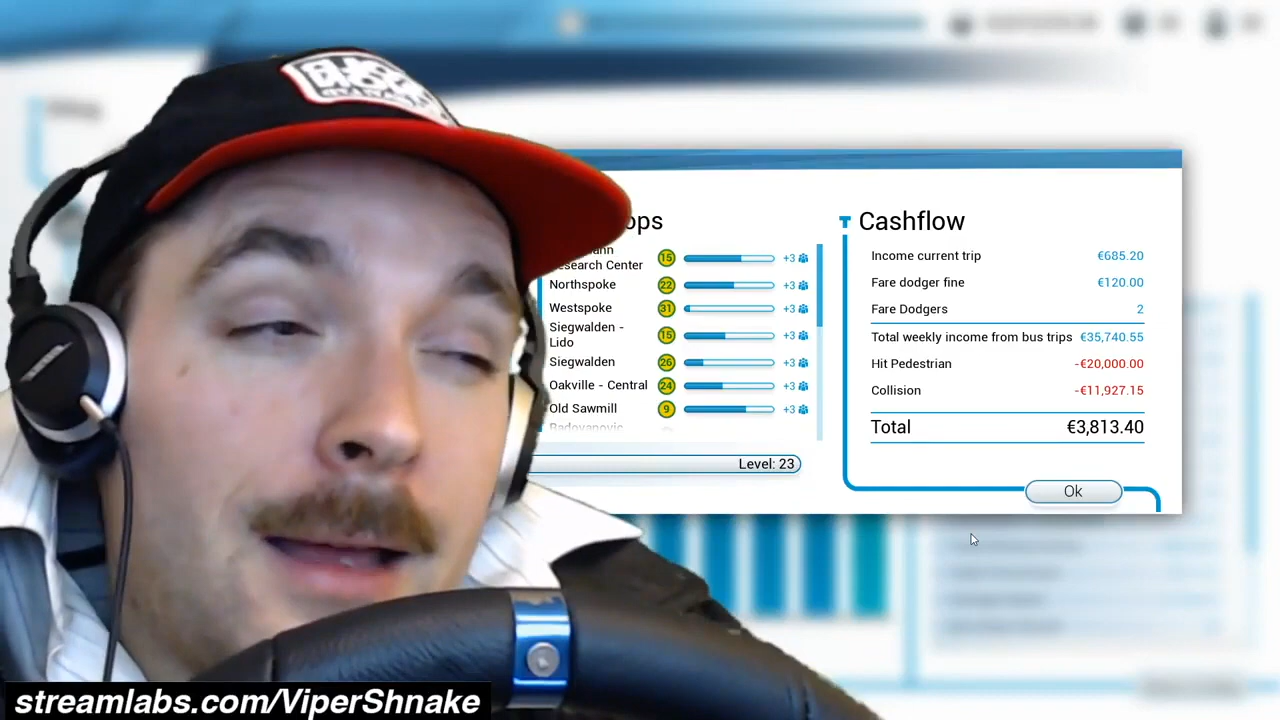 ops
Cashflow
Research Center
15
+3
Northspoke
22
+3
Westspoke
31
+3
Siegwalden -
Lido
15
+3
Siegwalden
26
+3
Oakville - Central
24
+3
Old Sawmill
9
+3
Radovanovic
Level: 23
Income current trip €685.20
Fare dodger fine €120.00
Fare Dodgers 2
Total weekly income from bus trips €35,740.55
Hit Pedestrian -€20,000.00
Collision -€11,927.15
Total €3,813.40
Ok
streamlabs.com/ViperShnake